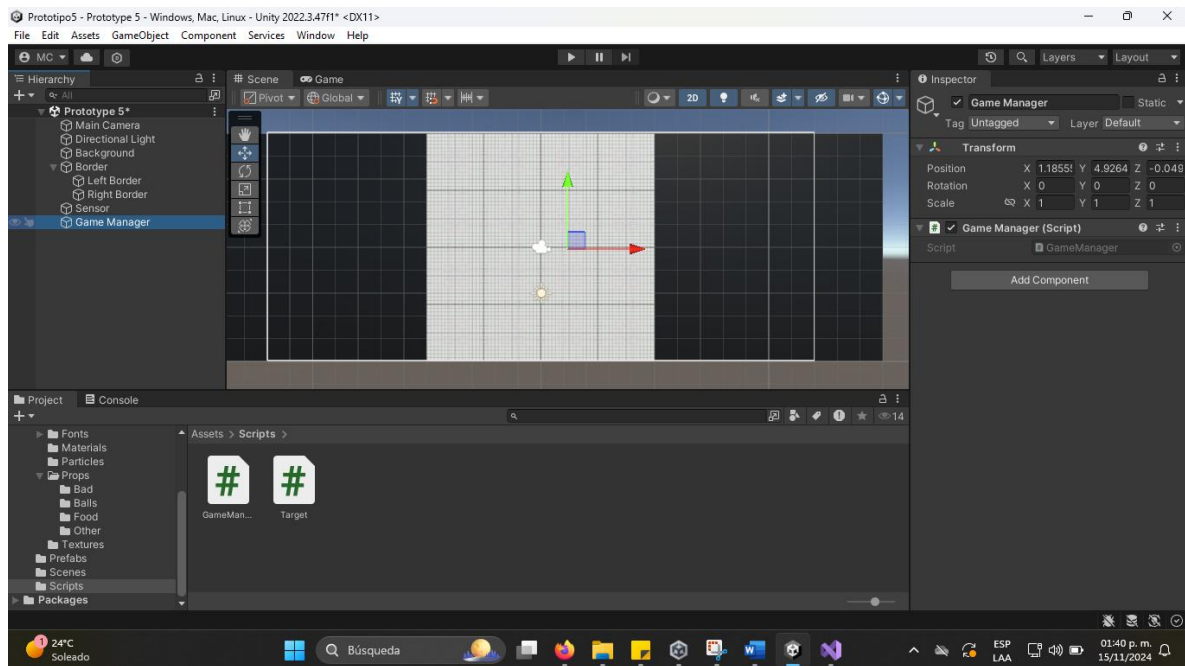 Prototipo5 - Prototype 5 - Windows, Mac, Linux - Unity 2022.3.47f1* <DX11>
File Edit Assets GameObject Component Services Window Help
MC Layers Layout
Hierarchy
All
Prototype 5*
Main Camera
Directional Light
Background
Border
Left Border
Right Border
Sensor
Game Manager
Scene Game
Pivot Global 2D
Inspector
Game Manager Static
Tag Untagged Layer Default
Transform
Position X 1.1855 Y 4.9264 Z -0.049
Rotation X 0 Y 0 Z 0
Scale X 1 Y 1 Z 1
# Game Manager (Script)
Script GameManager
Add Component
Project Console
14
Fonts
Materials
Particles
Props
Bad
Balls
Food
Other
Textures
Prefabs
Scenes
Scripts
Packages
Assets > Scripts >
# #
GameMan... Target
1 24°C
Soleado
Búsqueda
ESP
LAA
01:40 p. m.
15/11/2024